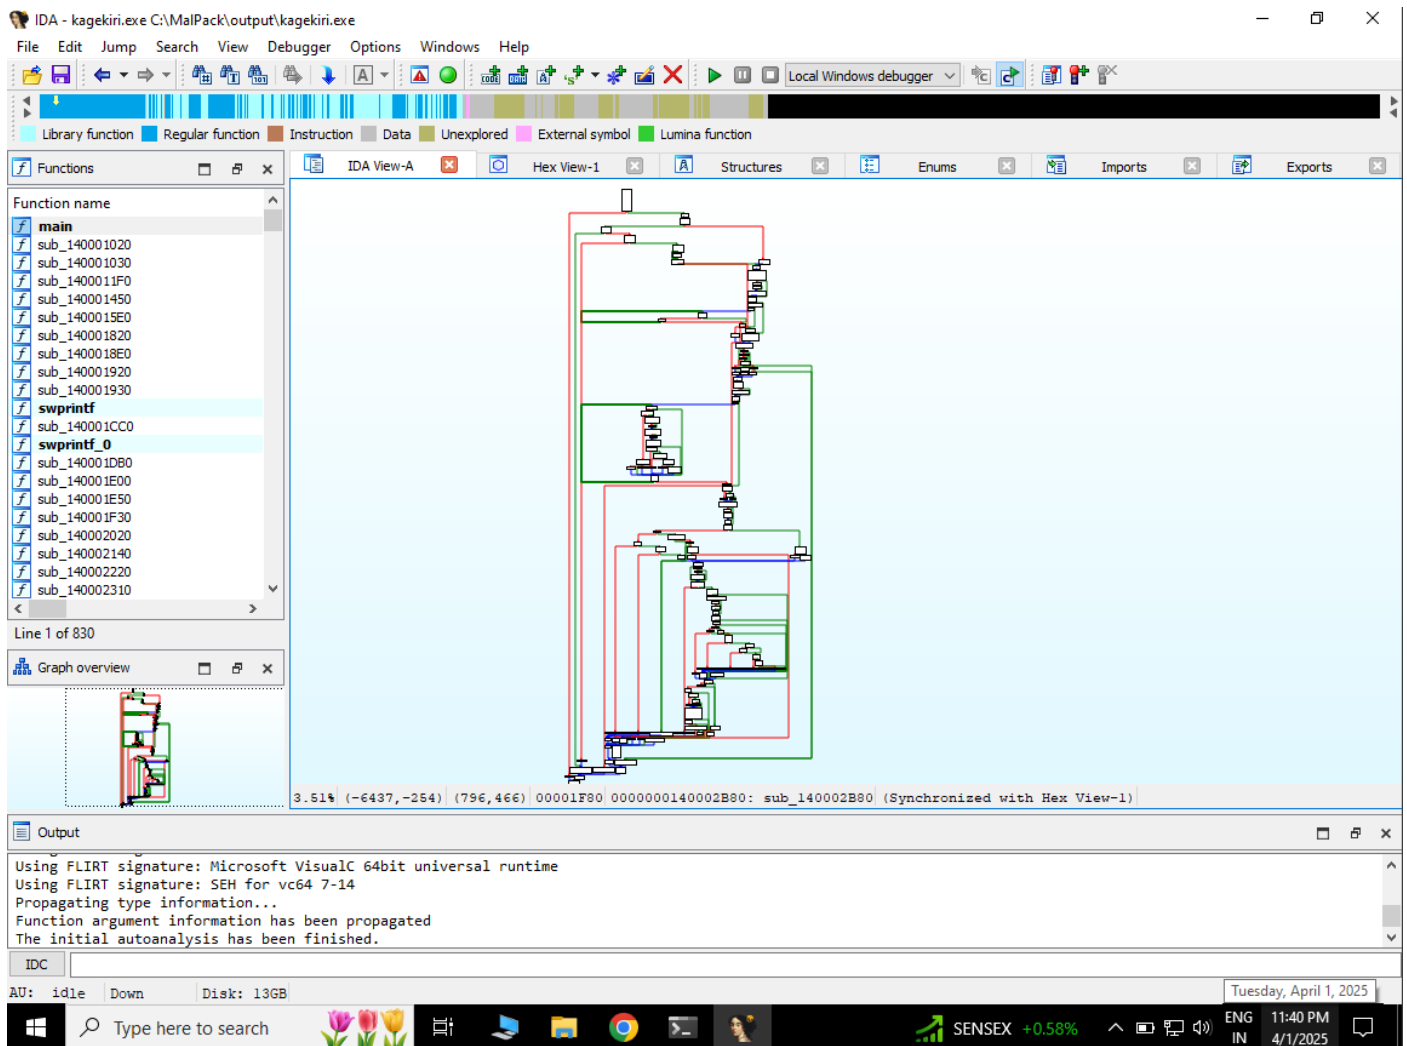 IDA - kagekiri.exe C:\MalPack\output\kagekiri.exe
File Edit Jump Search View Debugger Options Windows Help
Local Windows debugger
Library function Regular function Instruction Data Unexplored External symbol Lumina function
Functions
IDA View-A Hex View-1 Structures Enums Imports Exports
Function name
main
sub_140001020
sub_140001030
sub_1400011F0
sub_140001450
sub_1400015E0
sub_140001820
sub_1400018E0
sub_140001920
sub_140001930
swprintf
sub_140001CC0
swprintf_0
sub_140001DB0
sub_140001E00
sub_140001E50
sub_140001F30
sub_140002020
sub_140002140
sub_140002220
sub_140002310
Line 1 of 830
Graph overview
3.51% (-6437,-254) (796,466) 00001F80 0000000140002B80: sub_140002B80 (Synchronized with Hex View-1)
Output
Using FLIRT signature: Microsoft VisualC 64bit universal runtime
Using FLIRT signature: SEH for vc64 7-14
Propagating type information...
Function argument information has been propagated
The initial autoanalysis has been finished.
IDC
AU: idle Down Disk: 13GB
Tuesday, April 1, 2025
Type here to search
SENSEX +0.58%
ENG
IN
11:40 PM
4/1/2025